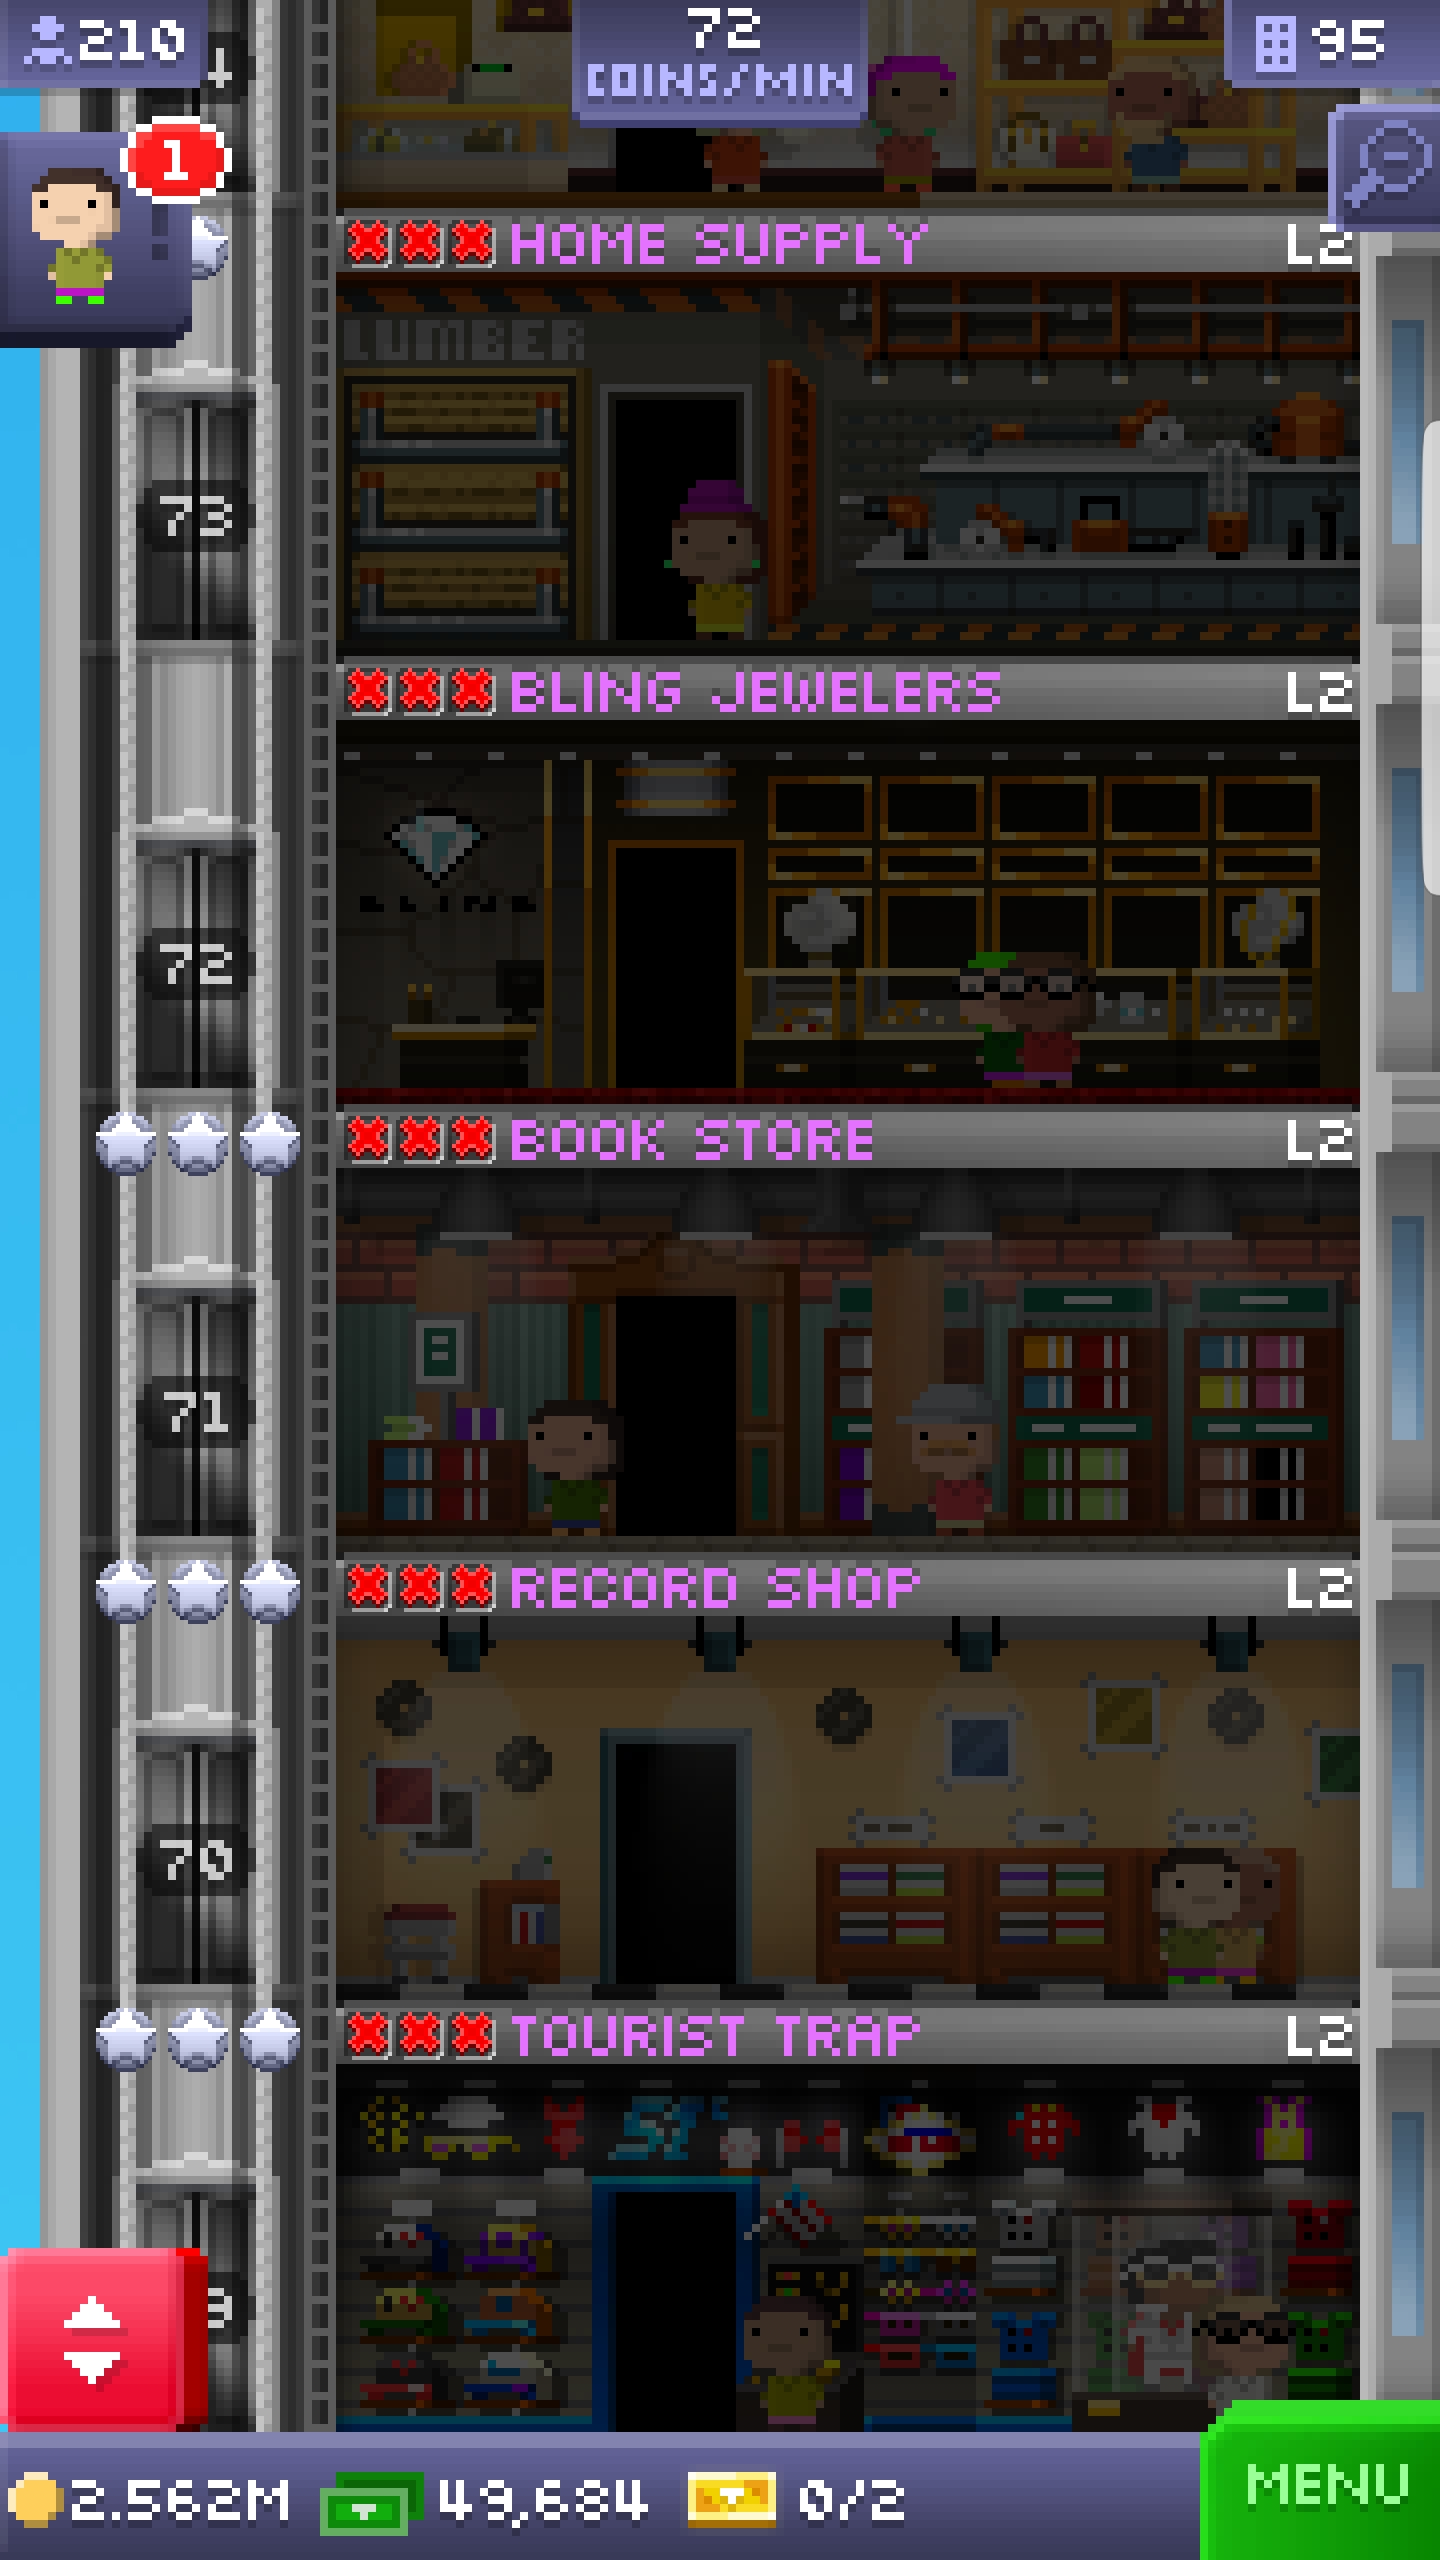 210
72
COINS/MIN
95
1
HOME SUPPLY L2
LUMBER
73
BLING JEWELERS L2
BLING
72
BOOK STORE L2
71
RECORD SHOP L2
70
TOURIST TRAP L2
2.562M 49,684 0/2
MENU